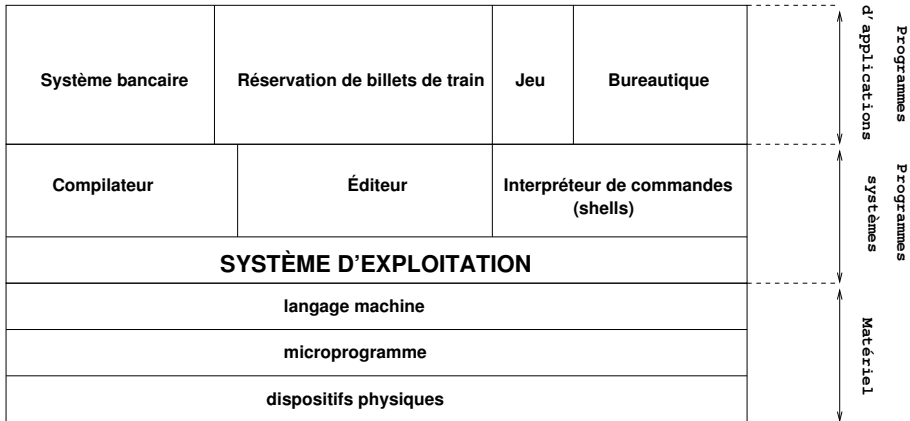 Système bancaire
Réservation de billets de train
Jeu
Bureautique
Programmes
d'applications
Compilateur
Éditeur
Interpréteur de commandes
(shells)
Programmes
systèmes
SYSTÈME D'EXPLOITATION
langage machine
microprogramme
dispositifs physiques
Matériel